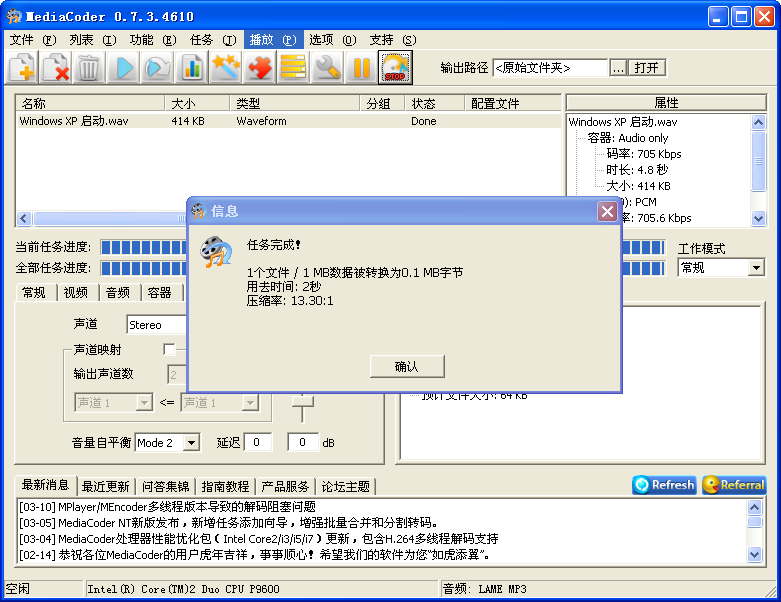 MediaCoder 0.7.3.4610
文件 (F) 列表 (I) 功能 (E) 任务 (T) 播放 (P) 选项 (O) 支持 (S)
STOP 输出路径 <原始文件夹> ... 打开
名称 大小 类型 分组 状态 配置文件 属性
Windows XP 启动.wav 414 KB Waveform Done
Windows XP 启动.wav
容器: Audio only
码率: 705 Kbps
时长: 4.8 秒
大小: 414 KB
): PCM
率: 705.6 Kbps
信息
任务完成!
1个文件 / 1 MB数据被转换为0.1 MB字节
用去时间: 2秒
压缩率: 13.30:1
确认
当前任务进度:
全部任务进度:
工作模式
常规
常规 视频 音频 容器
声道 Stereo
声道映射
输出声道数 2
声道 1 <= 声道 1
预计文件大小: 64 KB
音量自平衡 Mode 2 延迟 0 0 dB
最新消息 最近更新 问答集锦 指南教程 产品服务 论坛主题 Refresh Referral
[03-10] MPlayer/MEncoder多线程版本导致的解码阻塞问题
[03-05] MediaCoder NT新版发布，新增任务添加向导，增强批量合并和分割转码。
[03-04] MediaCoder处理器性能优化包（Intel Core2/i3/i5/i7）更新，包含H.264多线程解码支持
[02-14] 恭祝各位MediaCoder的用户虎年吉祥，事事顺心！希望我们的软件为您“如虎添翼”。
空闲 Intel(R) Core(TM)2 Duo CPU P9600 音频: LAME MP3